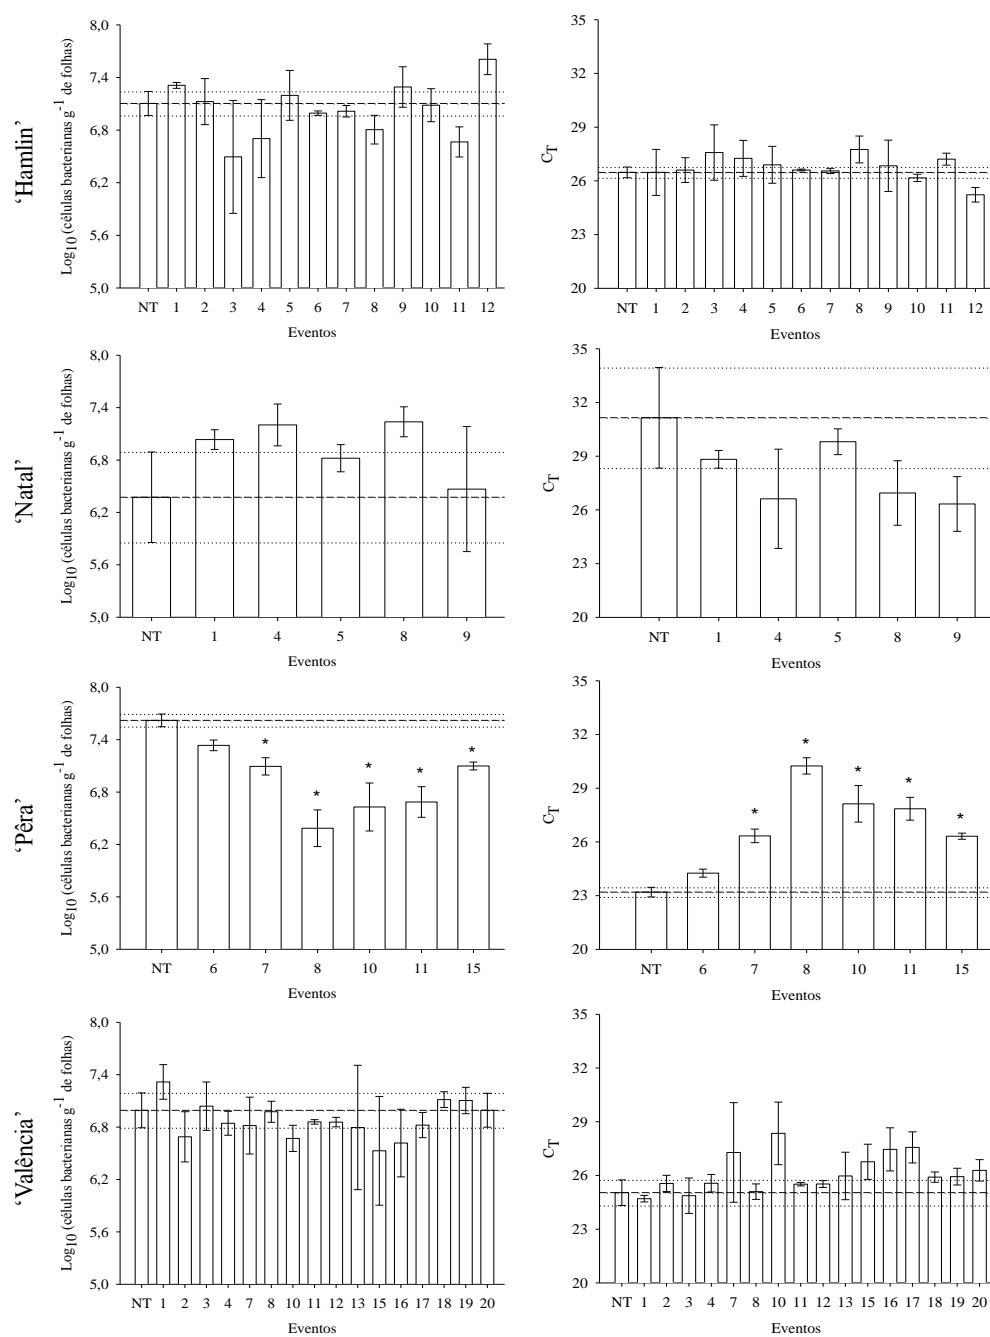 'Hamlin'
Log10 (células bacterianas g-1 de folhas)
8,0
7,4
6,8
6,2
5,6
5,0
NT 1 2 3 4 5 6 7 8 9 10 11 12
Eventos
CT
35
32
29
26
23
20
NT 1 2 3 4 5 6 7 8 9 10 11 12
Eventos
'Natal'
Log10 (células bacterianas g-1 de folhas)
8,0
7,4
6,8
6,2
5,6
5,0
NT 1 4 5 8 9
Eventos
CT
35
32
29
26
23
20
NT 1 4 5 8 9
Eventos
'Pêra'
Log10 (células bacterianas g-1 de folhas)
8,0
7,4
6,8
6,2
5,6
5,0
* * * * *
NT 6 7 8 10 11 15
Eventos
CT
35
32
29
26
23
20
* * * * *
NT 6 7 8 10 11 15
Eventos
'Valência'
Log10 (células bacterianas g-1 de folhas)
8,0
7,4
6,8
6,2
5,6
5,0
NT 1 2 3 4 7 8 10 11 12 13 15 16 17 18 19 20
Eventos
CT
35
32
29
26
23
20
NT 1 2 3 4 7 8 10 11 12 13 15 16 17 18 19 20
Eventos